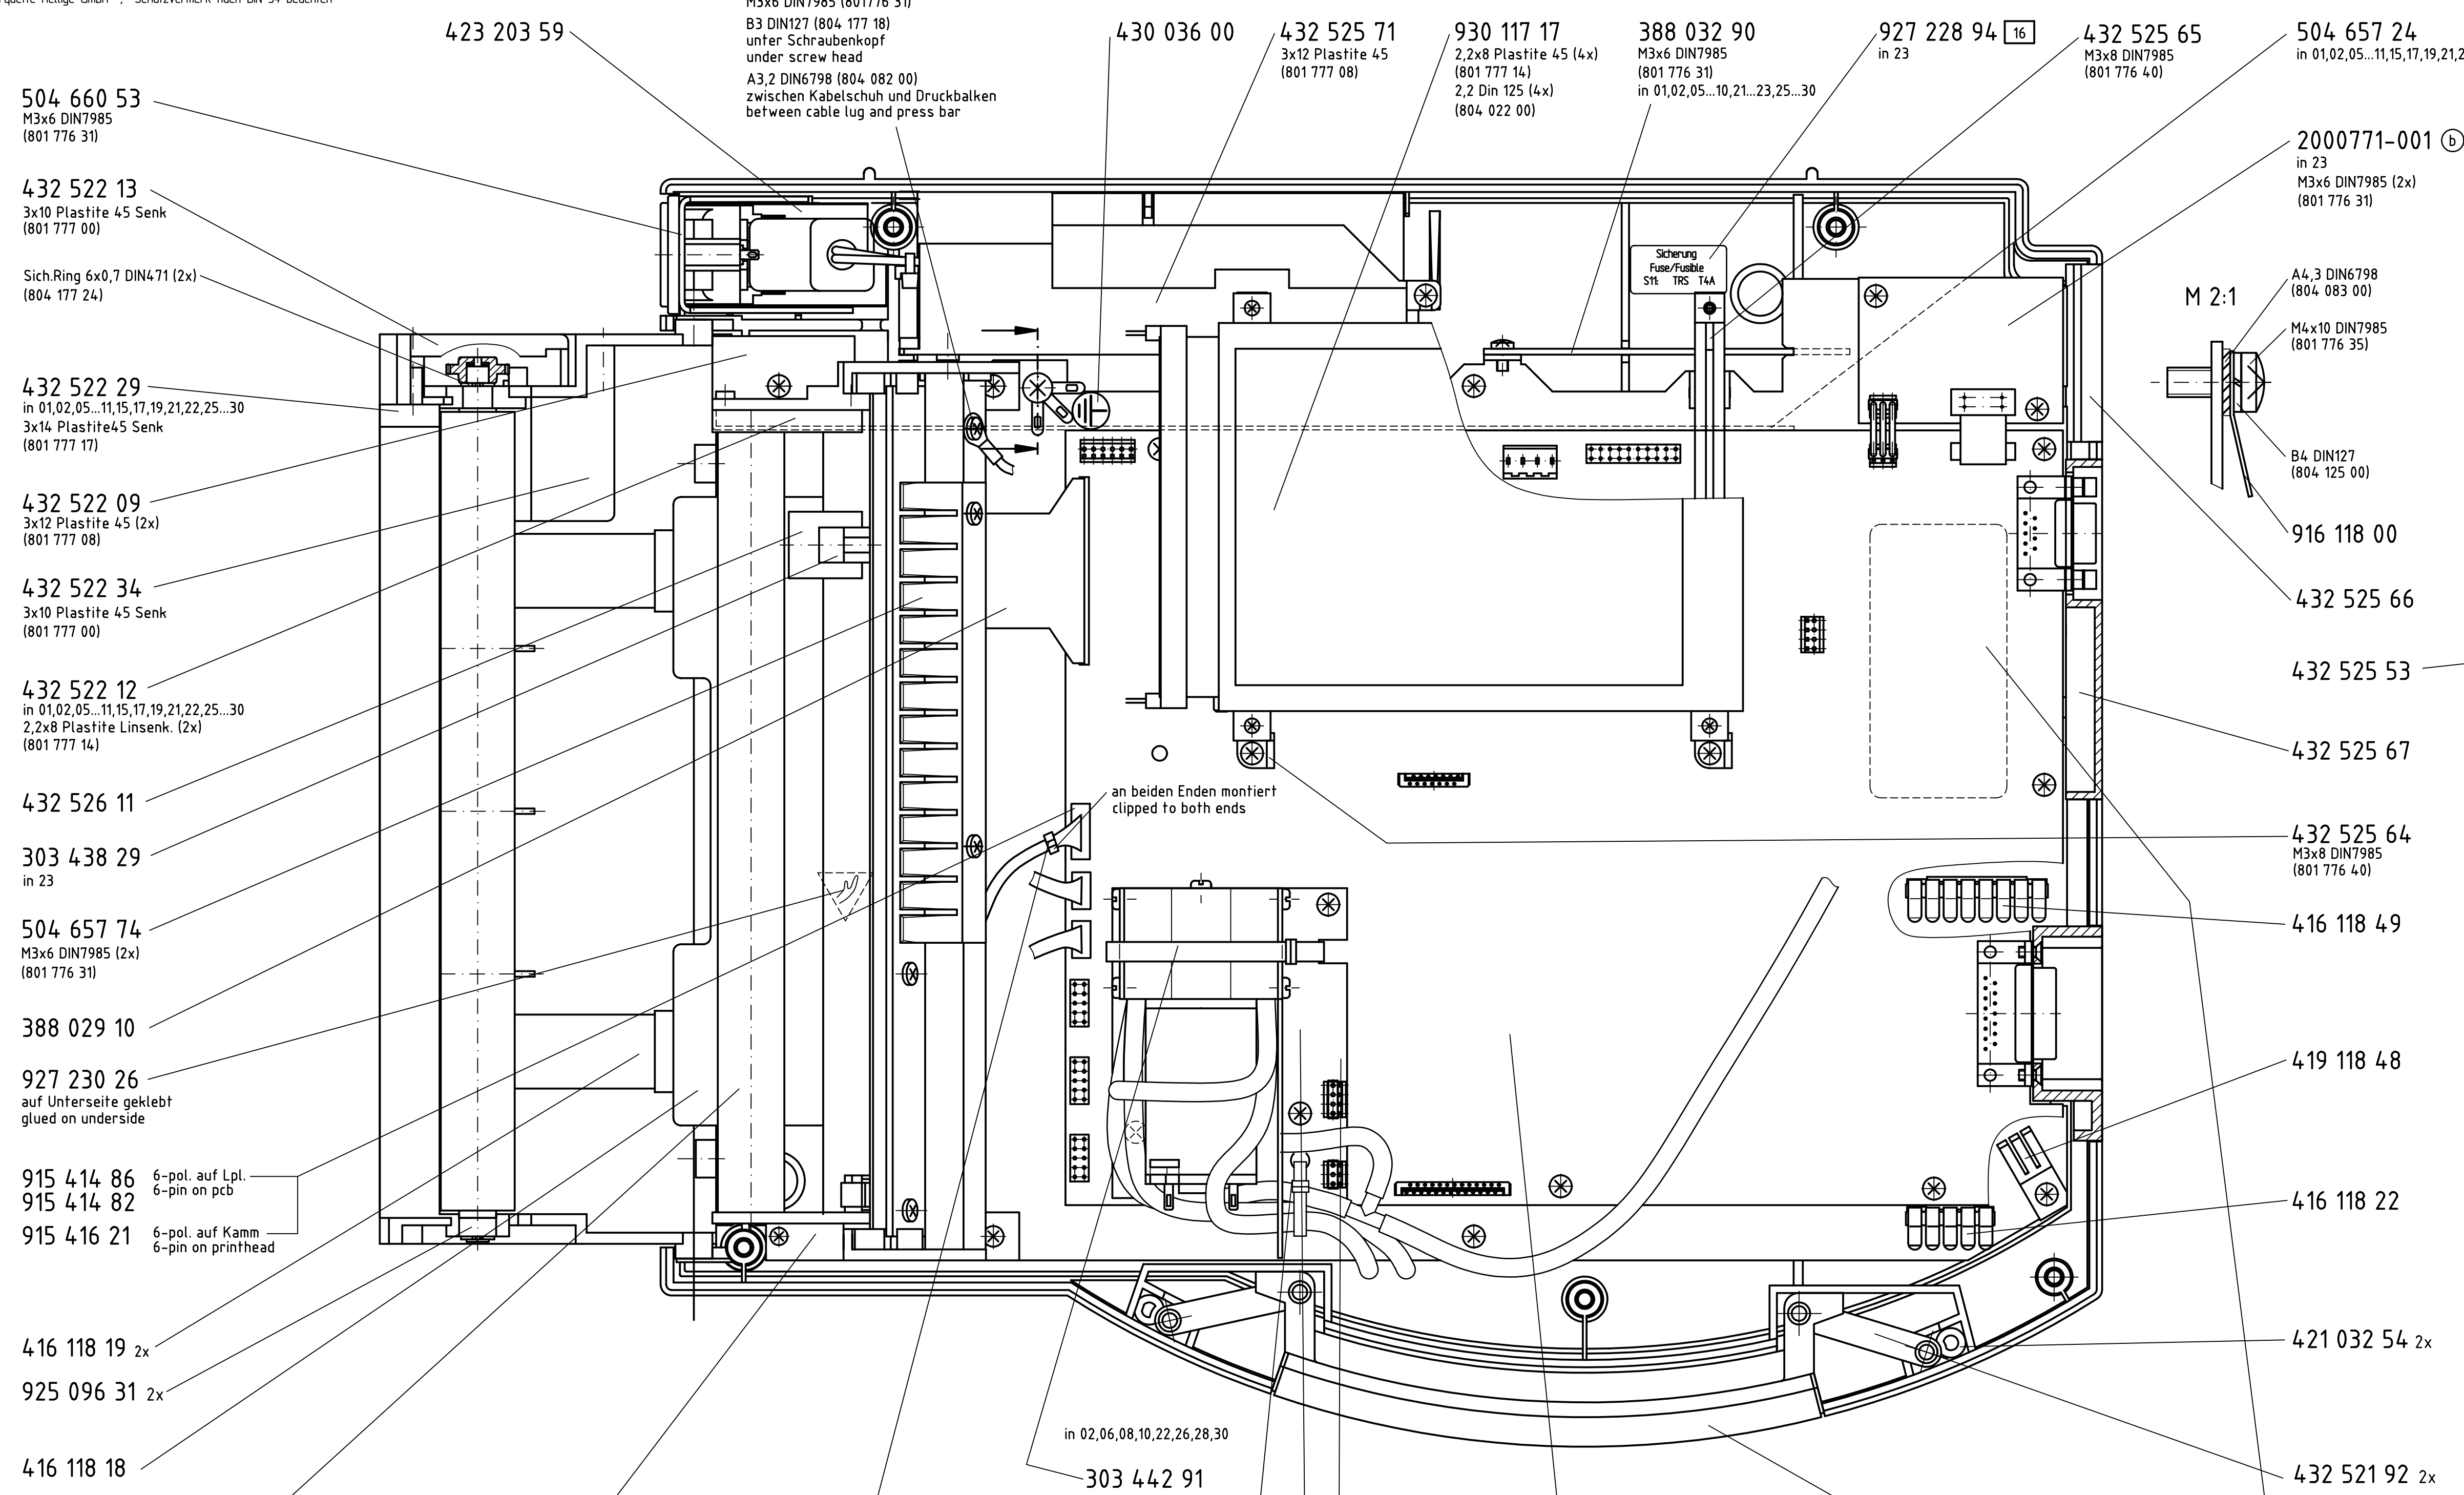 M3x6 DIN7985 (801776 31)
B3 DIN127 (804 177 18)
unter Schraubenkopf
under screw head
A3,2 DIN6798 (804 082 00)
zwischen Kabelschuh und Druckbalken
between cable lug and press bar
423 203 59
430 036 00
432 525 71
3x12 Plastite 45
(801 777 08)
930 117 17
2,2x8 Plastite 45 (4x)
(801 777 14)
2,2 Din 125 (4x)
(804 022 00)
388 032 90
M3x6 DIN7985
(801 776 31)
in 01,02,05...10,21...23,25...30
927 228 94 16
in 23
432 525 65
M3x8 DIN7985
(801 776 40)
504 657 24
in 01,02,05...11,15,17,19,21,2
2000771-001 b
in 23
M3x6 DIN7985 (2x)
(801 776 31)
504 660 53
M3x6 DIN7985
(801 776 31)
432 522 13
3x10 Plastite 45 Senk
(801 777 00)
Sich.Ring 6x0,7 DIN471 (2x)
(804 177 24)
432 522 29
in 01,02,05...11,15,17,19,21,22,25...30
3x14 Plastite45 Senk
(801 777 17)
432 522 09
3x12 Plastite 45 (2x)
(801 777 08)
432 522 34
3x10 Plastite 45 Senk
(801 777 00)
432 522 12
in 01,02,05...11,15,17,19,21,22,25...30
2,2x8 Plastite Linsenk. (2x)
(801 777 14)
432 526 11
303 438 29
in 23
504 657 74
M3x6 DIN7985 (2x)
(801 776 31)
388 029 10
927 230 26
auf Unterseite geklebt
glued on underside
915 414 86 6-pol. auf Lpl.
915 414 82 6-pin on pcb
915 416 21 6-pol. auf Kamm
6-pin on printhead
416 118 19 2x
925 096 31 2x
416 118 18
Sicherung
Fuse/Fusible
S11: TRS T4A
an beiden Enden montiert
clipped to both ends
in 02,06,08,10,22,26,28,30
303 442 91
M 2:1
A4,3 DIN6798
(804 083 00)
M4x10 DIN7985
(801 776 35)
B4 DIN127
(804 125 00)
916 118 00
432 525 66
432 525 53
432 525 67
432 525 64
M3x8 DIN7985
(801 776 40)
416 118 49
419 118 48
416 118 22
421 032 54 2x
432 521 92 2x